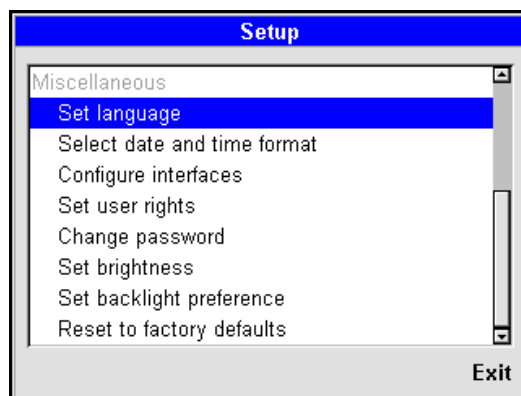 Setup
Miscellaneous
Set language
Select date and time format
Configure interfaces
Set user rights
Change password
Set brightness
Set backlight preference
Reset to factory defaults
Exit